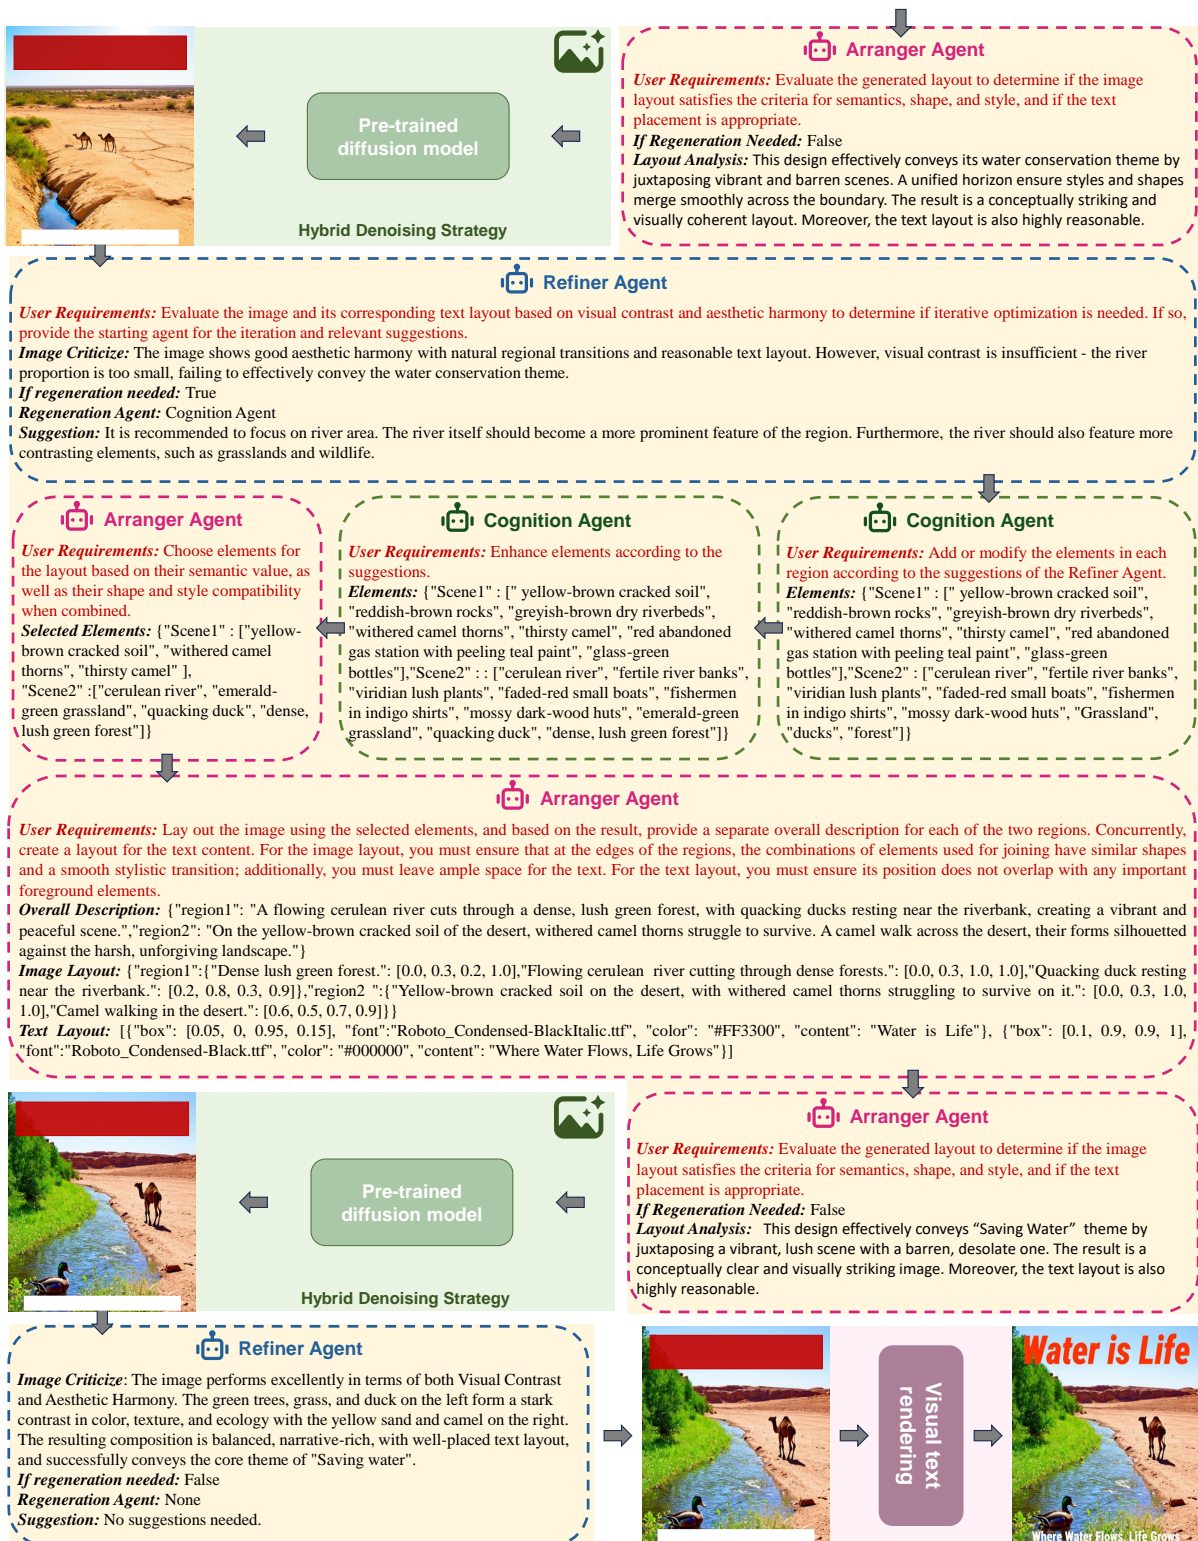 Arranger Agent
User Requirements: Evaluate the generated layout to determine if the image
layout satisfies the criteria for semantics, shape, and style, and if the text
placement is appropriate.
If Regeneration Needed: False
Layout Analysis: This design effectively conveys its water conservation theme by
juxtaposing vibrant and barren scenes. A unified horizon ensure styles and shapes
merge smoothly across the boundary. The result is a conceptually striking and
visually coherent layout. Moreover, the text layout is also highly reasonable.
Pre-trained
diffusion model
Hybrid Denoising Strategy
Refiner Agent
User Requirements: Evaluate the image and its corresponding text layout based on visual contrast and aesthetic harmony to determine if iterative optimization is needed. If so,
provide the starting agent for the iteration and relevant suggestions.
Image Criticize: The image shows good aesthetic harmony with natural regional transitions and reasonable text layout. However, visual contrast is insufficient - the river
proportion is too small, failing to effectively convey the water conservation theme.
If regeneration needed: True
Regeneration Agent: Cognition Agent
Suggestion: It is recommended to focus on river area. The river itself should become a more prominent feature of the region. Furthermore, the river should also feature more
contrasting elements, such as grasslands and wildlife.
Cognition Agent
User Requirements: Add or modify the elements in each
region according to the suggestions of the Refiner Agent.
Elements: {"Scene1" : [" yellow-brown cracked soil",
"reddish-brown rocks", "greyish-brown dry riverbeds",
"withered camel thorns", "thirsty camel", "red abandoned
gas station with peeling teal paint", "glass-green
bottles"],"Scene2" : ["cerulean river", "fertile river banks",
"viridian lush plants", "faded-red small boats", "fishermen
in indigo shirts", "mossy dark-wood huts", "Grassland",
"ducks", "forest"]}
Cognition Agent
User Requirements: Enhance elements according to the
suggestions.
Elements: {"Scene1" : [" yellow-brown cracked soil",
"reddish-brown rocks", "greyish-brown dry riverbeds",
"withered camel thorns", "thirsty camel", "red abandoned
gas station with peeling teal paint", "glass-green
bottles"],"Scene2" : : ["cerulean river", "fertile river banks",
"viridian lush plants", "faded-red small boats", "fishermen
in indigo shirts", "mossy dark-wood huts", "emerald-green
grassland", "quacking duck", "dense, lush green forest"]}
Arranger Agent
User Requirements: Choose elements for
the layout based on their semantic value, as
well as their shape and style compatibility
when combined.
Selected Elements: {"Scene1" : ["yellow-
brown cracked soil", "withered camel
thorns", "thirsty camel" ],
"Scene2" :["cerulean river", "emerald-
green grassland", "quacking duck", "dense,
lush green forest"]}
Arranger Agent
User Requirements: Lay out the image using the selected elements, and based on the result, provide a separate overall description for each of the two regions. Concurrently,
create a layout for the text content. For the image layout, you must ensure that at the edges of the regions, the combinations of elements used for joining have similar shapes
and a smooth stylistic transition; additionally, you must leave ample space for the text. For the text layout, you must ensure its position does not overlap with any important
foreground elements.
Overall Description: {"region1": "A flowing cerulean river cuts through a dense, lush green forest, with quacking ducks resting near the riverbank, creating a vibrant and
peaceful scene.","region2": "On the yellow-brown cracked soil of the desert, withered camel thorns struggle to survive. A camel walk across the desert, their forms silhouetted
against the harsh, unforgiving landscape."}
Image Layout: {"region1":{"Dense lush green forest.": [0.0, 0.3, 0.2, 1.0],"Flowing cerulean river cutting through dense forests.": [0.0, 0.3, 1.0, 1.0],"Quacking duck resting
near the riverbank.": [0.2, 0.8, 0.3, 0.9]},"region2 ":{"Yellow-brown cracked soil on the desert, with withered camel thorns struggling to survive on it.": [0.0, 0.3, 1.0,
1.0],"Camel walking in the desert.": [0.6, 0.5, 0.7, 0.9]}}
Text Layout: [{"box": [0.05, 0, 0.95, 0.15], "font":"Roboto_Condensed-BlackItalic.ttf", "color": "#FF3300", "content": "Water is Life"}, {"box": [0.1, 0.9, 0.9, 1],
"font":"Roboto_Condensed-Black.ttf", "color": "#000000", "content": "Where Water Flows, Life Grows"}]
Arranger Agent
User Requirements: Evaluate the generated layout to determine if the image
layout satisfies the criteria for semantics, shape, and style, and if the text
placement is appropriate.
If Regeneration Needed: False
Layout Analysis: This design effectively conveys “Saving Water” theme by
juxtaposing a vibrant, lush scene with a barren, desolate one. The result is a
conceptually clear and visually striking image. Moreover, the text layout is also
highly reasonable.
Pre-trained
diffusion model
Hybrid Denoising Strategy
Refiner Agent
Image Criticize: The image performs excellently in terms of both Visual Contrast
and Aesthetic Harmony. The green trees, grass, and duck on the left form a stark
contrast in color, texture, and ecology with the yellow sand and camel on the right.
The resulting composition is balanced, narrative-rich, with well-placed text layout,
and successfully conveys the core theme of "Saving water".
If regeneration needed: False
Regeneration Agent: None
Suggestion: No suggestions needed.
Visual text
rendering
Water is Life
Where Water Flows, Life Grows